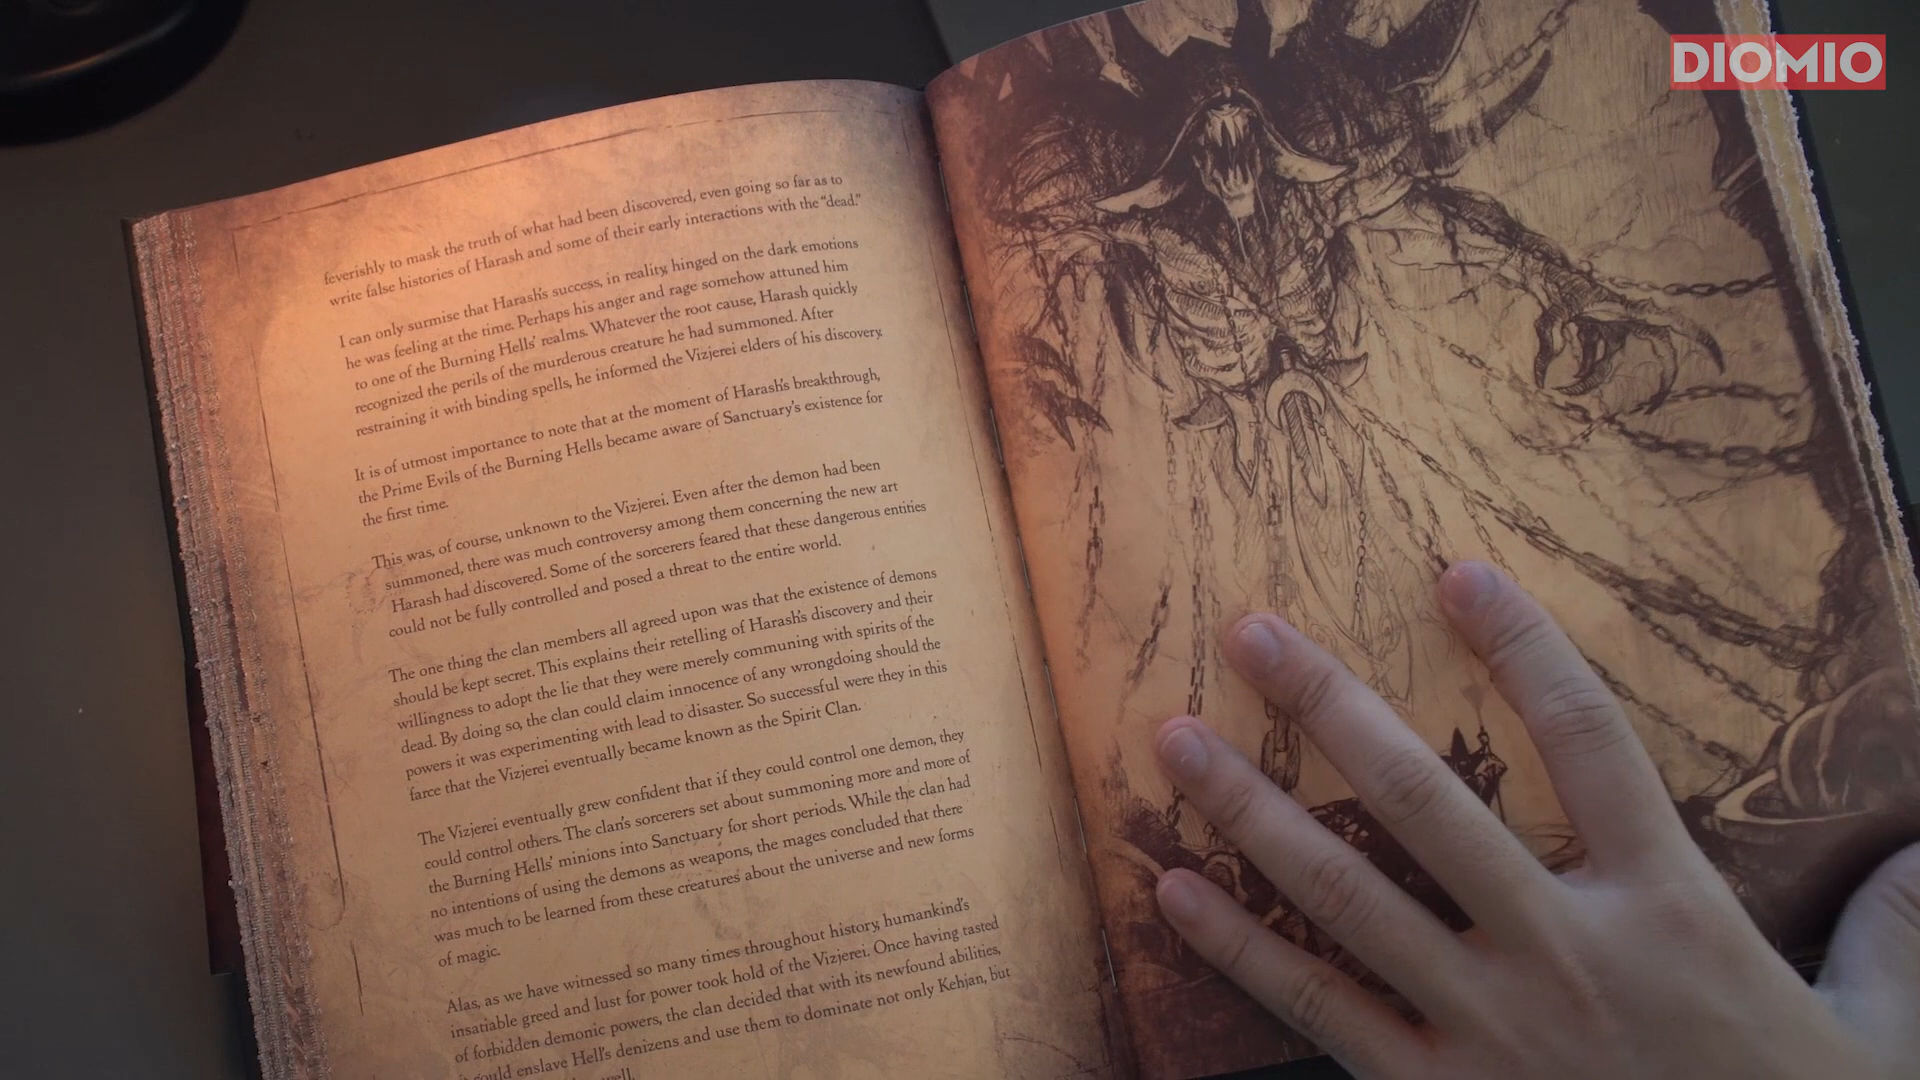 DIOMIO
feverishly to mask the truth of what had been discovered, even going so far as to
write false histories of Harash and some of their early interactions with the “dead.”
I can only surmise that Harash's success, in reality, hinged on the dark emotions
he was feeling at the time. Perhaps his anger and rage somehow attuned him
to one of the Burning Hells' realms. Whatever the root cause, Harash quickly
recognized the perils of the murderous creature he had summoned. After
restraining it with binding spells, he informed the Vizjerei elders of his discovery.
It is of utmost importance to note that at the moment of Harash's breakthrough,
the Prime Evils of the Burning Hells became aware of Sanctuary's existence for
the first time.
This was, of course, unknown to the Vizjerei. Even after the demon had been
summoned, there was much controversy among them concerning the new art
Harash had discovered. Some of the sorcerers feared that these dangerous entities
could not be fully controlled and posed a threat to the entire world.
The one thing the clan members all agreed upon was that the existence of demons
should be kept secret. This explains their retelling of Harash's discovery and their
willingness to adopt the lie that they were merely communing with spirits of the
dead. By doing so, the clan could claim innocence of any wrongdoing should the
powers it was experimenting with lead to disaster. So successful were they in this
farce that the Vizjerei eventually became known as the Spirit Clan.
The Vizjerei eventually grew confident that if they could control one demon, they
could control others. The clan's sorcerers set about summoning more and more of
the Burning Hells' minions into Sanctuary for short periods. While the clan had
no intentions of using the demons as weapons, the mages concluded that there
was much to be learned from these creatures about the universe and new forms
of magic.
Alas, as we have witnessed so many times throughout history, humankind's
insatiable greed and lust for power took hold of the Vizjerei. Once having tasted
of forbidden demonic powers, the clan decided that with its newfound abilities,
could enslave Hell's denizens and use them to dominate not only Kehjan, but
well.